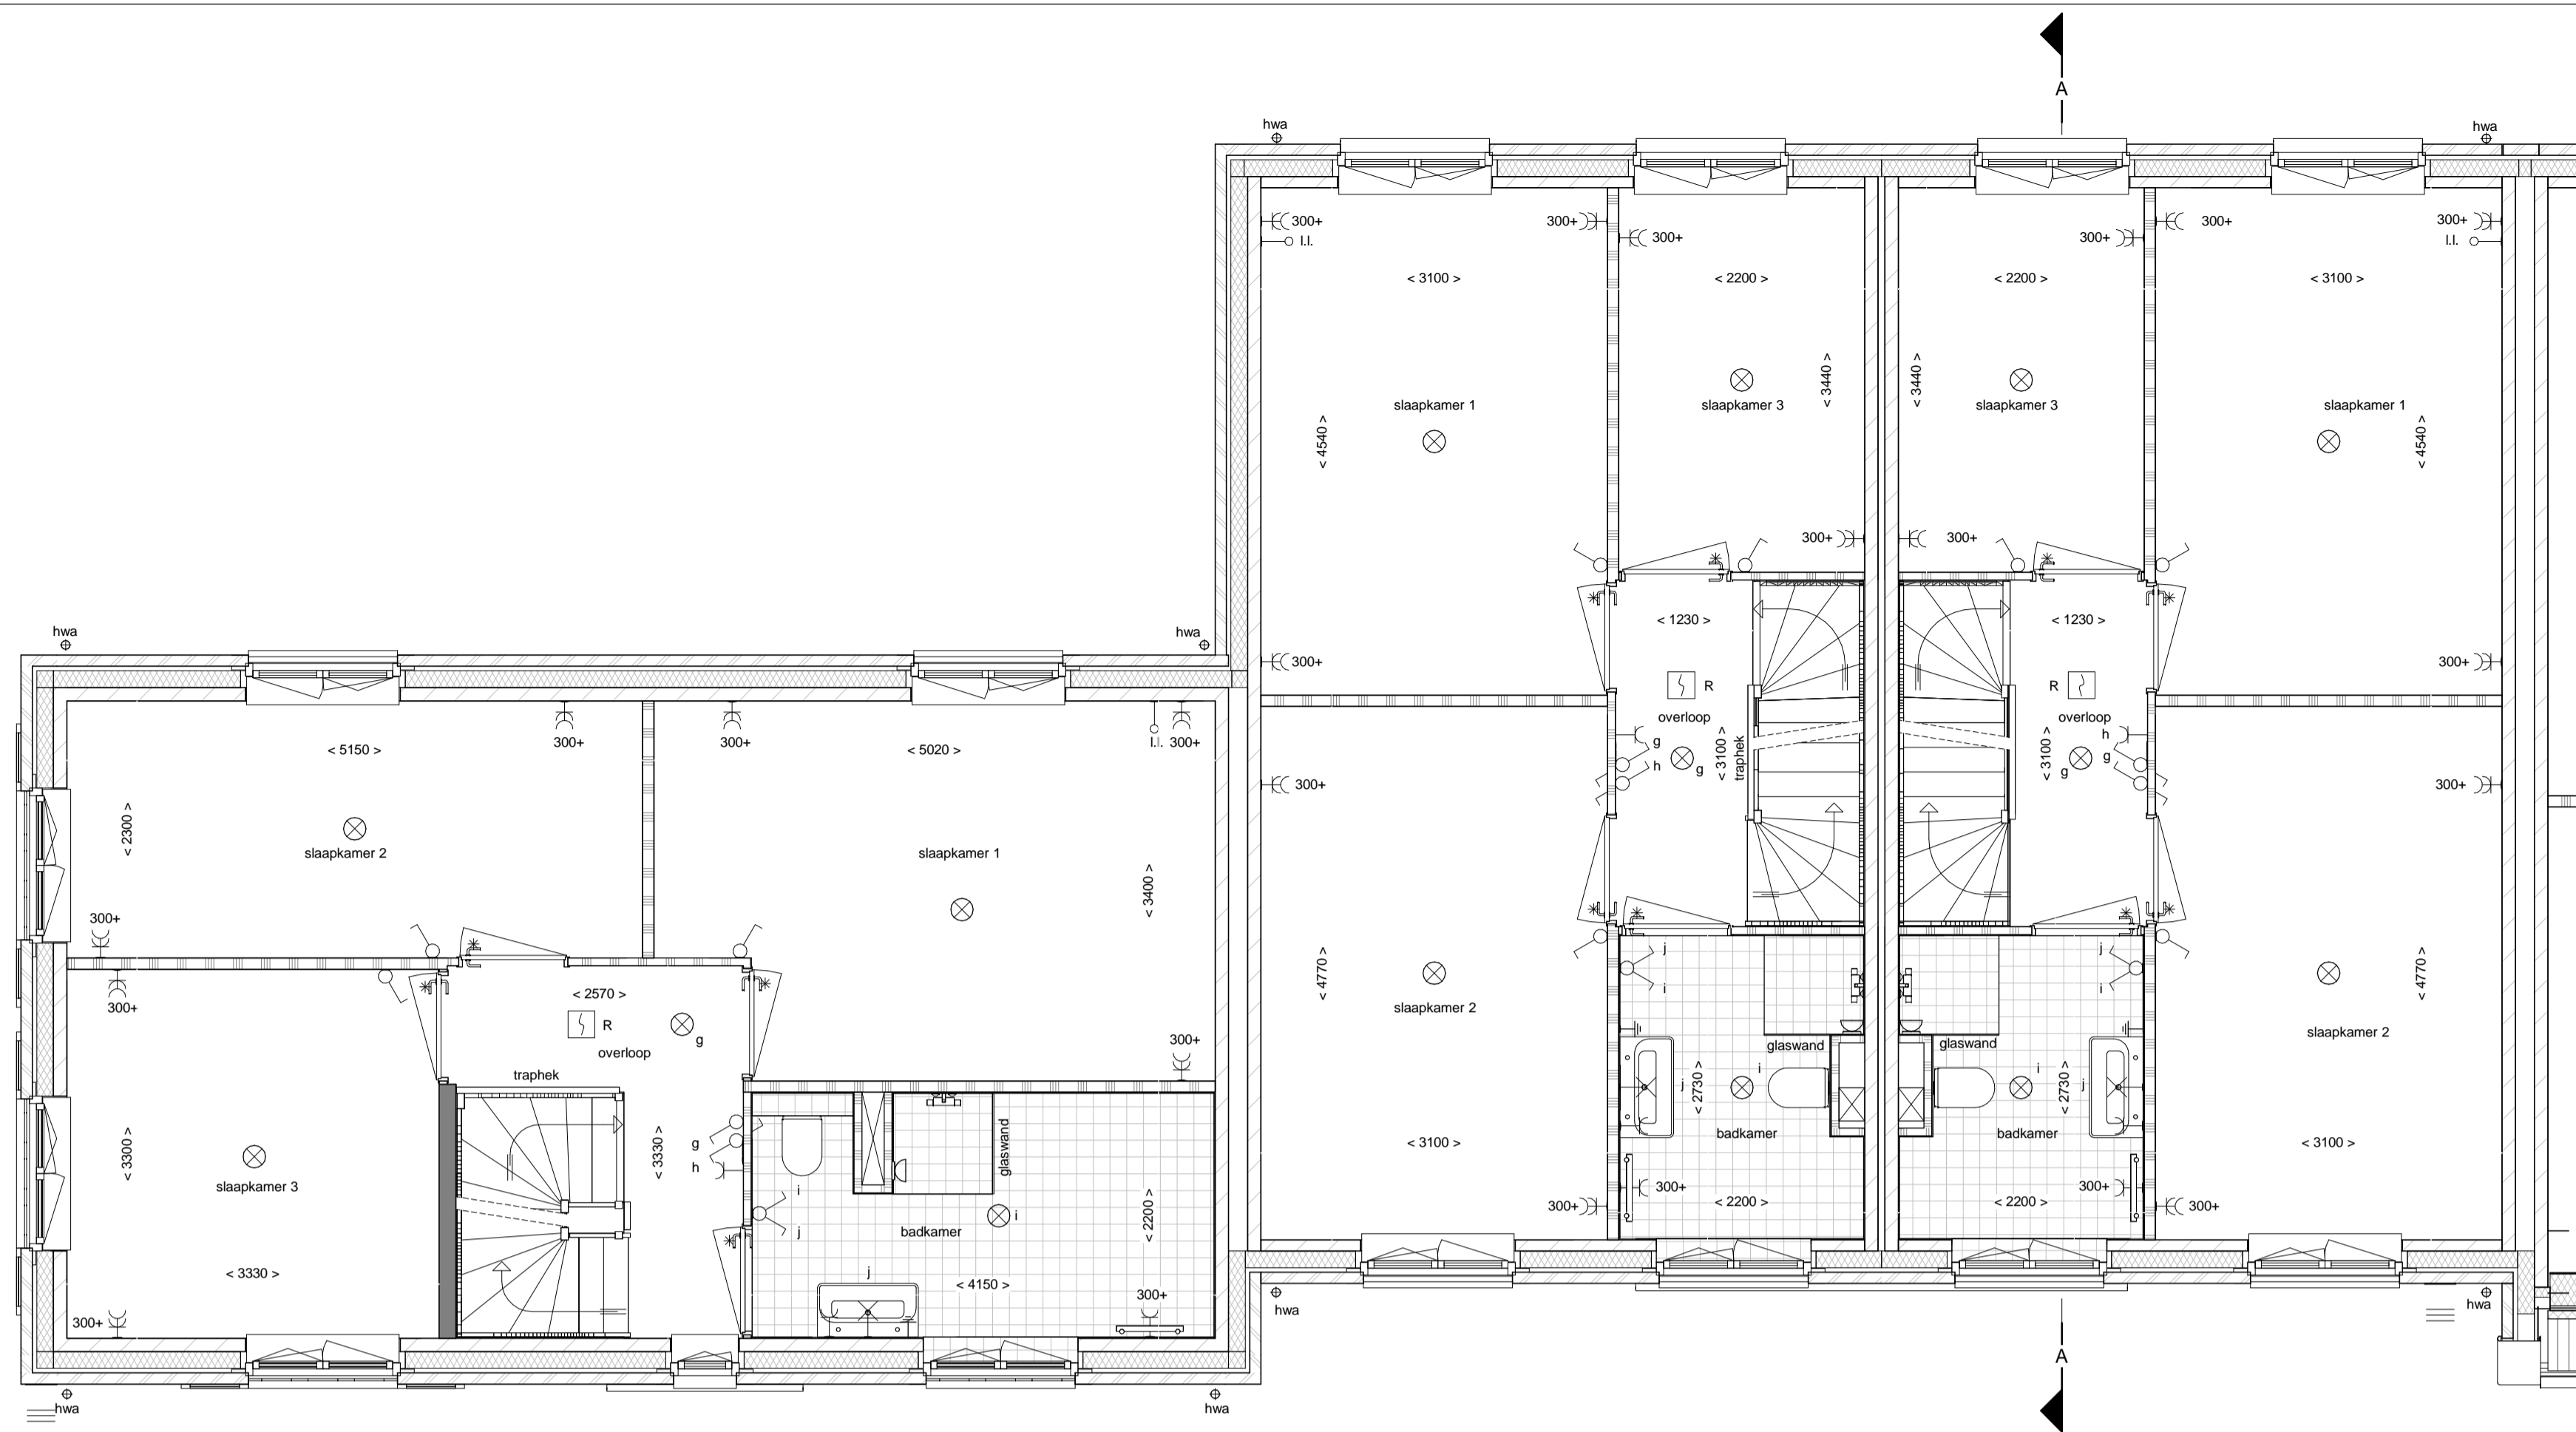 A
hwa
hwa
300+
300+
300+
300+
300+
300+
l.l.
l.l.
< 3100 >
< 2200 >
< 2200 >
< 3100 >
< 3440 >
< 3440 >
slaapkamer 1
slaapkamer 3
slaapkamer 3
slaapkamer 1
< 4540 >
< 4540 >
300+
300+
< 1230 >
< 1230 >
hwa
hwa
300+
300+
R
R
overloop
overloop
g
h
g
< 3100 >
traphek
< 3100 >
h
g
g
300+
300+
300+
300+
l.l.
300+
< 5150 >
< 5020 >
< 2300 >
slaapkamer 2
slaapkamer 1
< 3400 >
300+
300+
< 2570 >
R
g
overloop
traphek
300+
j
i
j
i
< 4770 >
slaapkamer 2
< 4770 >
slaapkamer 2
glaswand
glaswand
i
j
< 2730 >
i
j
< 2730 >
badkamer
badkamer
< 3100 >
< 3100 >
300+
300+
< 2200 >
< 2200 >
300+
300+
g
h
< 3330 >
glaswand
< 3300 >
slaapkamer 3
i
j
i
badkamer
< 2200 >
< 3330 >
j
< 4150 >
300+
300+
hwa
hwa
A
hwa
hwa